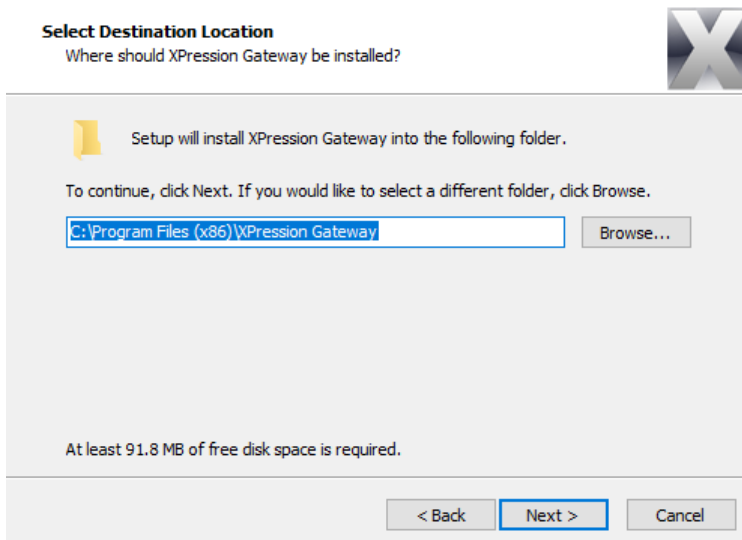 Select Destination Location
Where should XPression Gateway be installed?
X
Setup will install XPression Gateway into the following folder.
To continue, click Next. If you would like to select a different folder, click Browse.
C:\Program Files (x86)\XPression Gateway
Browse...
At least 91.8 MB of free disk space is required.
< Back
Next >
Cancel